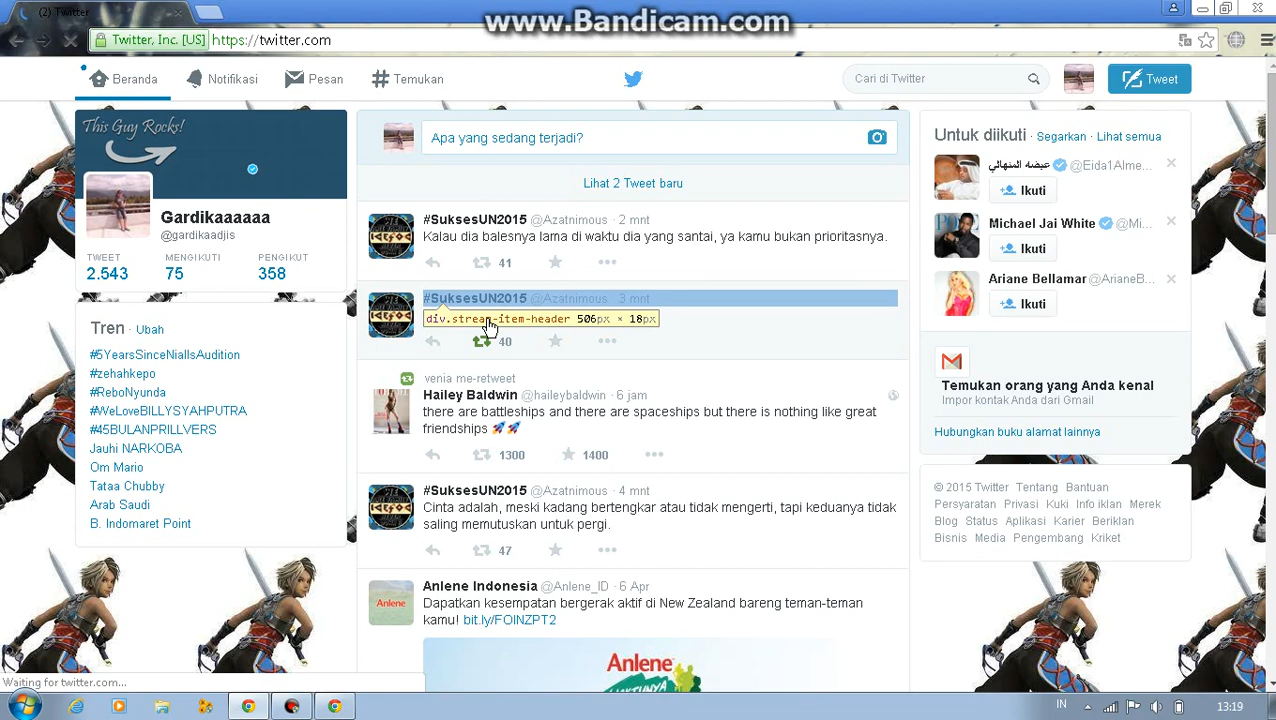 www.Bandicam.com
(2) Twitter
Twitter, Inc. [US] https://twitter.com
Beranda Notifikasi Pesan Temukan Cari di Twitter Tweet
This Guy Rocks!
Gardikaaaaaa
@gardikaadjis
TWEET MENGIKUTI PENGIKUT
2.543 75 358
Tren · Ubah
#5YearsSinceNiallsAudition
#zehahkepo
#ReboNyunda
#WeLoveBILLYSYAHPUTRA
#45BULANPRILLVERS
Jauhi NARKOBA
Om Mario
Tataa Chubby
Arab Saudi
B. Indomaret Point
Apa yang sedang terjadi?
Lihat 2 Tweet baru
#SuksesUN2015 @Azatnimous · 2 mnt
Kalau dia balesnya lama di waktu dia yang santai, ya kamu bukan prioritasnya.
41
#SuksesUN2015 @Azatnimous · 3 mnt
div.stream-item-header 506px × 18px
40
venia me-retweet
Hailey Baldwin @haileybaldwin · 6 jam
there are battleships and there are spaceships but there is nothing like great
friendships 🚀🚀
1300 1400
#SuksesUN2015 @Azatnimous · 4 mnt
Cinta adalah, meski kadang bertengkar atau tidak mengerti, tapi keduanya tidak
saling memutuskan untuk pergi.
47
Anlene Indonesia @Anlene_ID · 6 Apr
Anlene
Dapatkan kesempatan bergerak aktif di New Zealand bareng teman-teman
kamu! bit.ly/FOINZPT2
Anlene
Untuk diikuti · Segarkan · Lihat semua
عيضه المنهالي @Eida1Alme...
Ikuti
Michael Jai White @Mi...
Ikuti
Ariane Bellamar @ArianeB...
Ikuti
Temukan orang yang Anda kenal
Impor kontak Anda dari Gmail
Hubungkan buku alamat lainnya
© 2015 Twitter Tentang Bantuan
Persyaratan Privasi Kuki Info iklan Merek
Blog Status Aplikasi Karier Beriklan
Bisnis Media Pengembang Kriket
Waiting for twitter.com...
IN 13:19